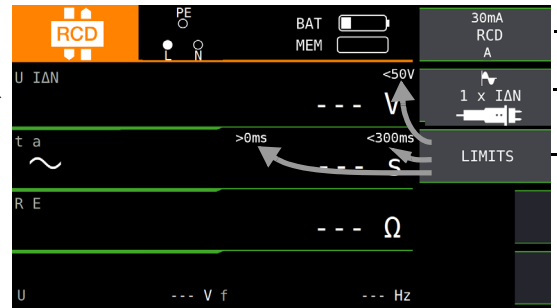 RCD
PE
L N
BAT
MEM
30mA
RCD
A
U IΔN
<50V
--- V
1 x IΔN
t a
>0ms
<300ms
--- s
LIMITS
R E
--- Ω
U --- V f --- Hz